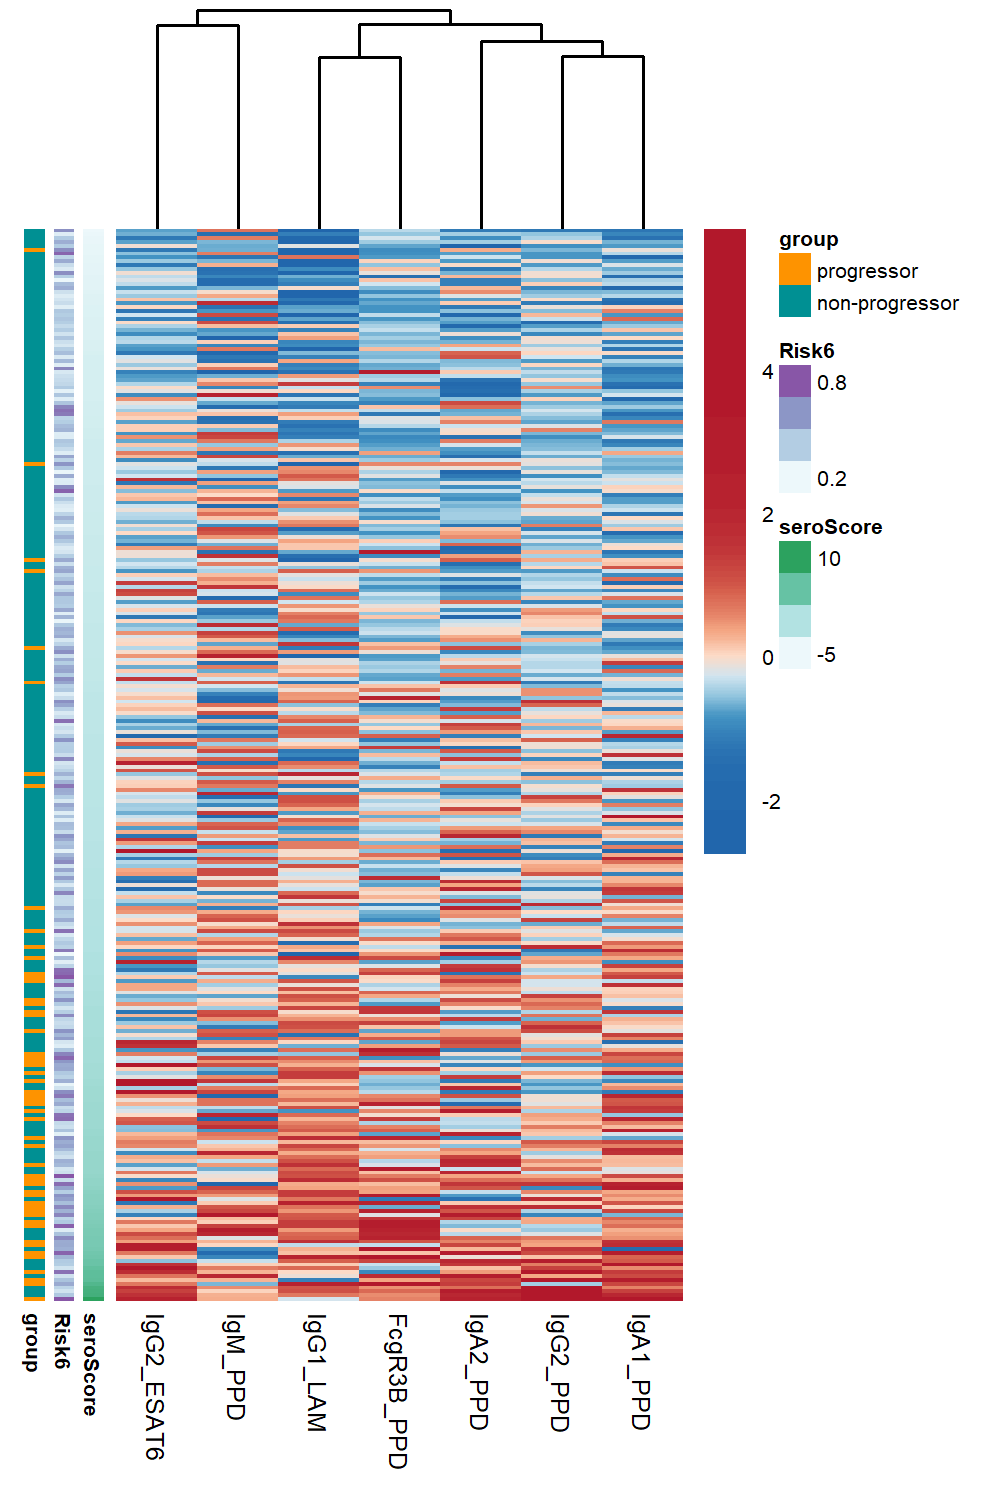 group
progressor
non-progressor
Risk6
0.8
0.2
seroScore
10
-5
4
2
0
-2
group
Risk6
seroScore
IgG2_ESAT6
IgM_PPD
IgG1_LAM
FcgR3B_PPD
IgA2_PPD
IgG2_PPD
IgA1_PPD